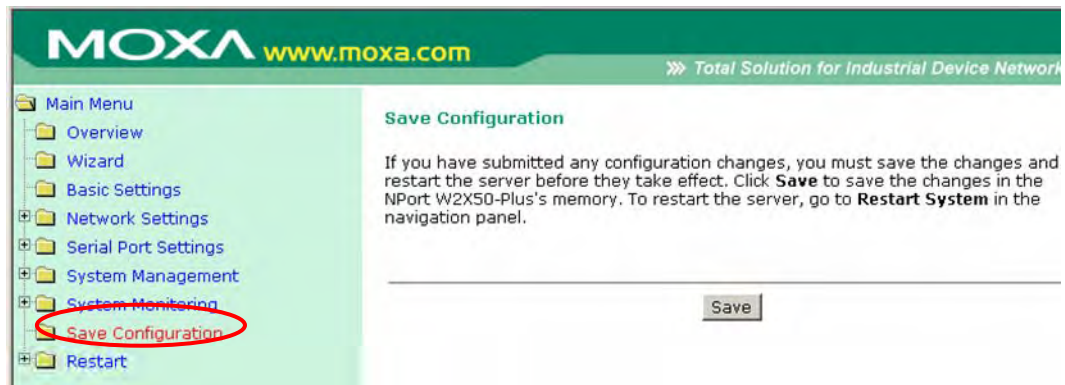 MOXA www.moxa.com
Total Solution for Industrial Device Network
Main Menu
Overview
Wizard
Basic Settings
Network Settings
Serial Port Settings
System Management
System Monitoring
Save Configuration
Restart
Save Configuration
If you have submitted any configuration changes, you must save the changes and
restart the server before they take effect. Click Save to save the changes in the
NPort W2X50-Plus's memory. To restart the server, go to Restart System in the
navigation panel.
Save